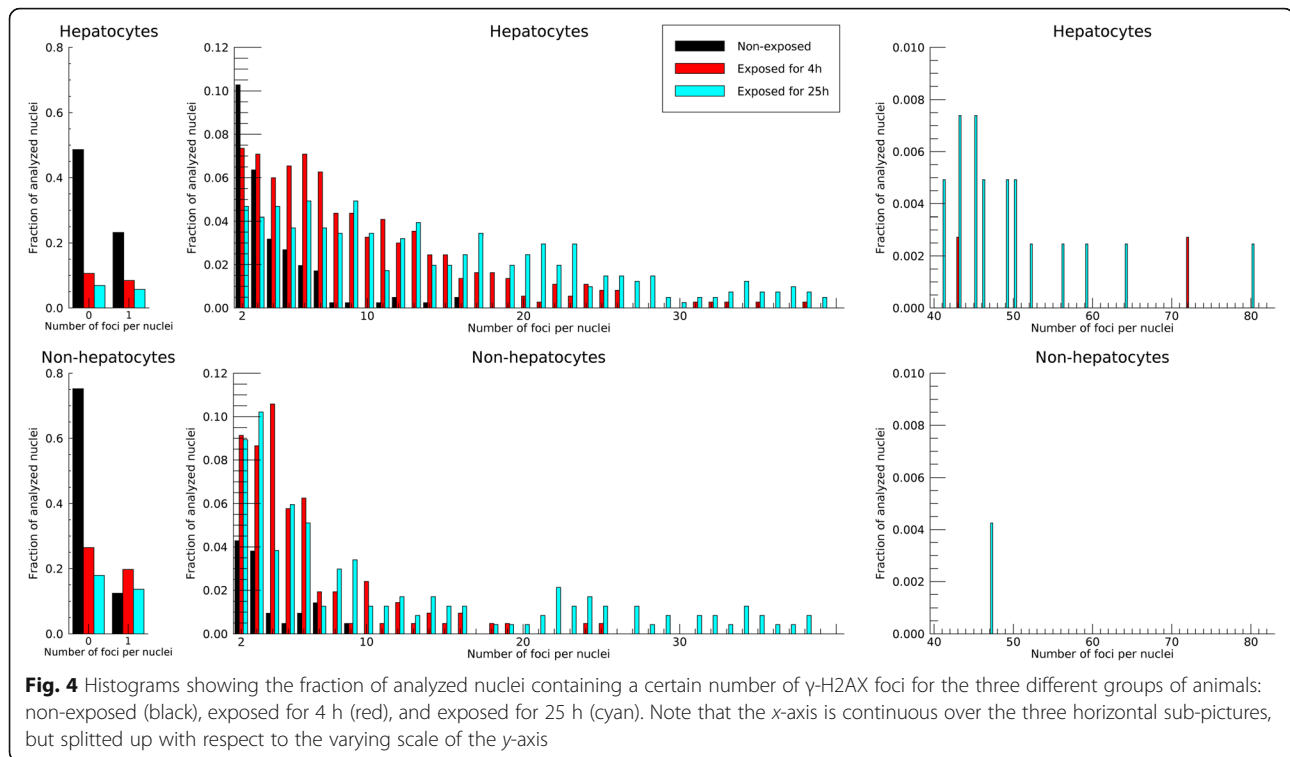 Hepatocytes
0.8
0.6
0.4
0.2
0.0
Fraction of analyzed nuclei
0 1
Number of foci per nuclei
Hepatocytes
0.12
0.10
0.08
0.06
0.04
0.02
0.00
Fraction of analyzed nuclei
2 10 20 30
Number of foci per nuclei
Non-exposed
Exposed for 4h
Exposed for 25h
Hepatocytes
0.010
0.008
0.006
0.004
0.002
0.000
Fraction of analyzed nuclei
40 50 60 70 80
Number of foci per nuclei
Non-hepatocytes
0.8
0.6
0.4
0.2
0.0
Fraction of analyzed nuclei
0 1
Number of foci per nuclei
Non-hepatocytes
0.12
0.10
0.08
0.06
0.04
0.02
0.00
Fraction of analyzed nuclei
2 10 20 30
Number of foci per nuclei
Non-hepatocytes
0.010
0.008
0.006
0.004
0.002
0.000
Fraction of analyzed nuclei
40 50 60 70 80
Number of foci per nuclei
Fig. 4 Histograms showing the fraction of analyzed nuclei containing a certain number of γ-H2AX foci for the three different groups of animals:
non-exposed (black), exposed for 4 h (red), and exposed for 25 h (cyan). Note that the x-axis is continuous over the three horizontal sub-pictures,
but splitted up with respect to the varying scale of the y-axis